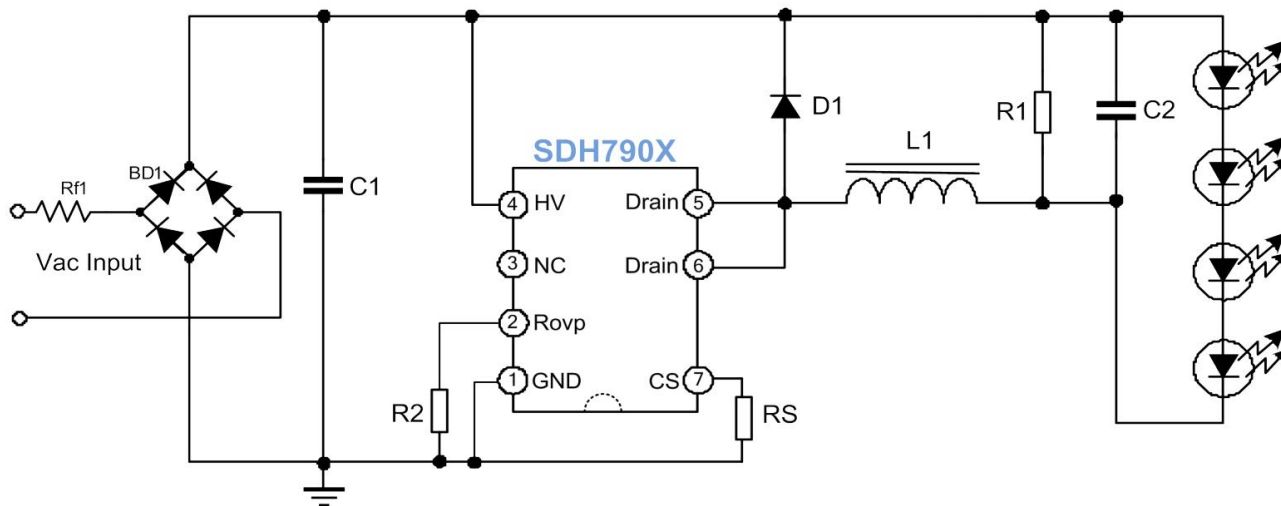 SDH790X
D1
R1
C2
L1
Rf1
BD1
C1
4
HV
Drain
5
Vac Input
3
NC
Drain
6
2
Rovp
1
GND
CS
7
R2
RS